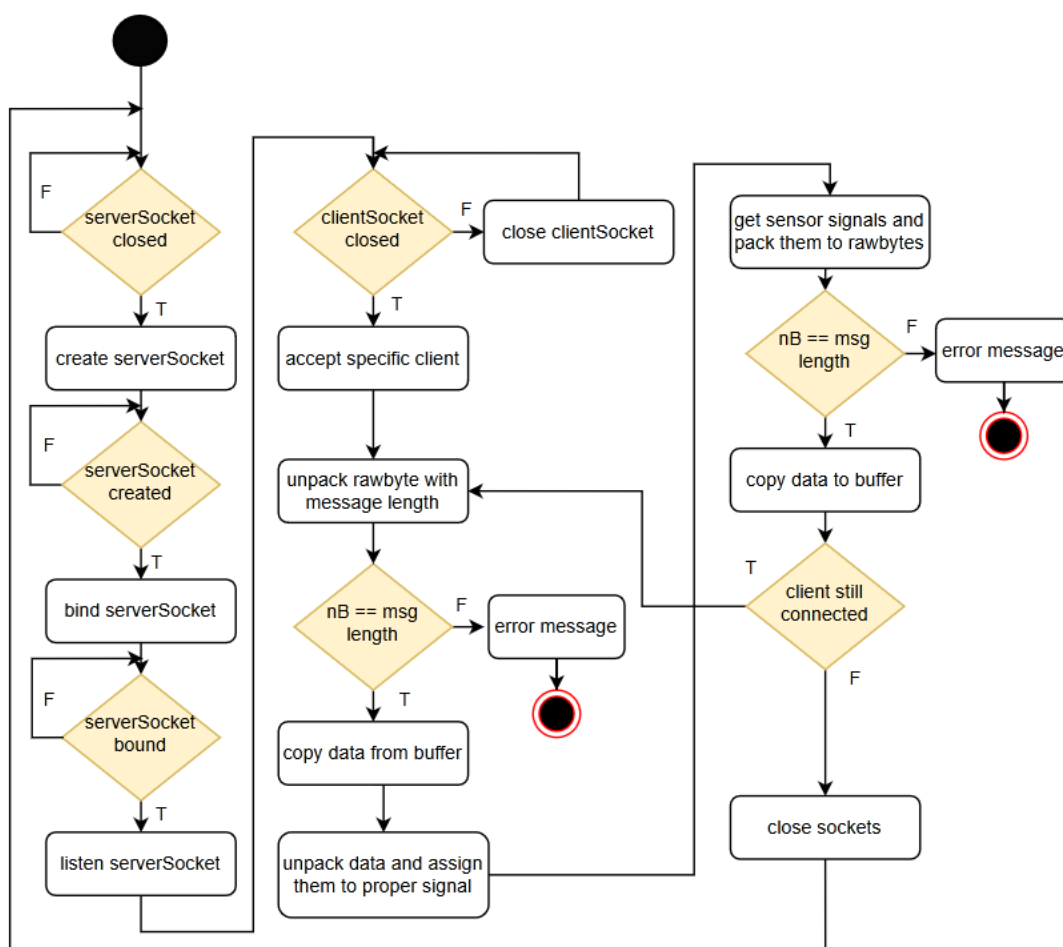 F
serverSocket
closed
T
create serverSocket
F
serverSocket
created
T
bind serverSocket
F
serverSocket
bound
T
listen serverSocket
clientSocket
closed
F
close clientSocket
T
accept specific client
unpack rawbyte with
message length
nB == msg
length
F
error message
T
copy data from buffer
unpack data and assign
them to proper signal
get sensor signals and
pack them to rawbytes
nB == msg
length
F
error message
T
copy data to buffer
T
client still
connected
F
close sockets